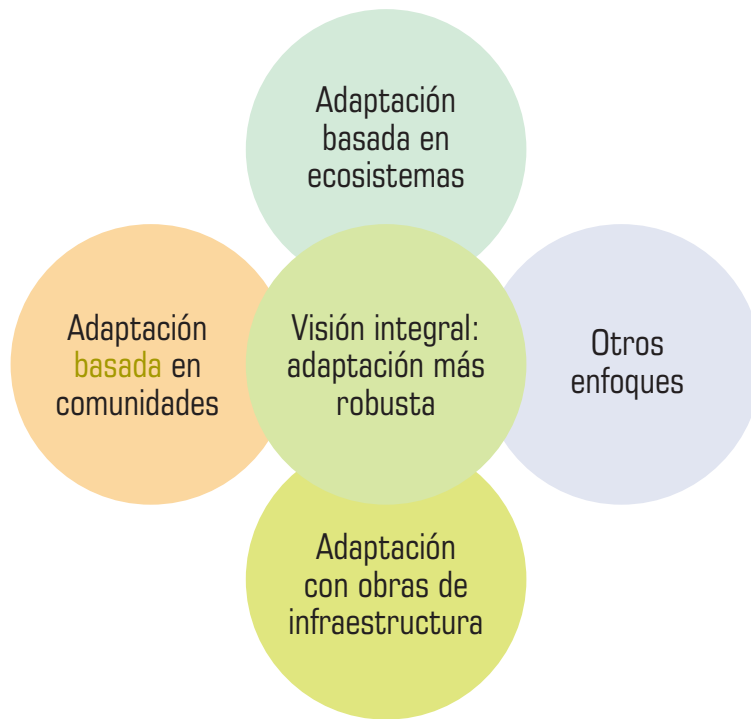 Adaptación
basada en
ecosistemas
Adaptación
basada en
comunidades
Visión integral:
adaptación más
robusta
Otros
enfoques
Adaptación
con obras de
infraestructura